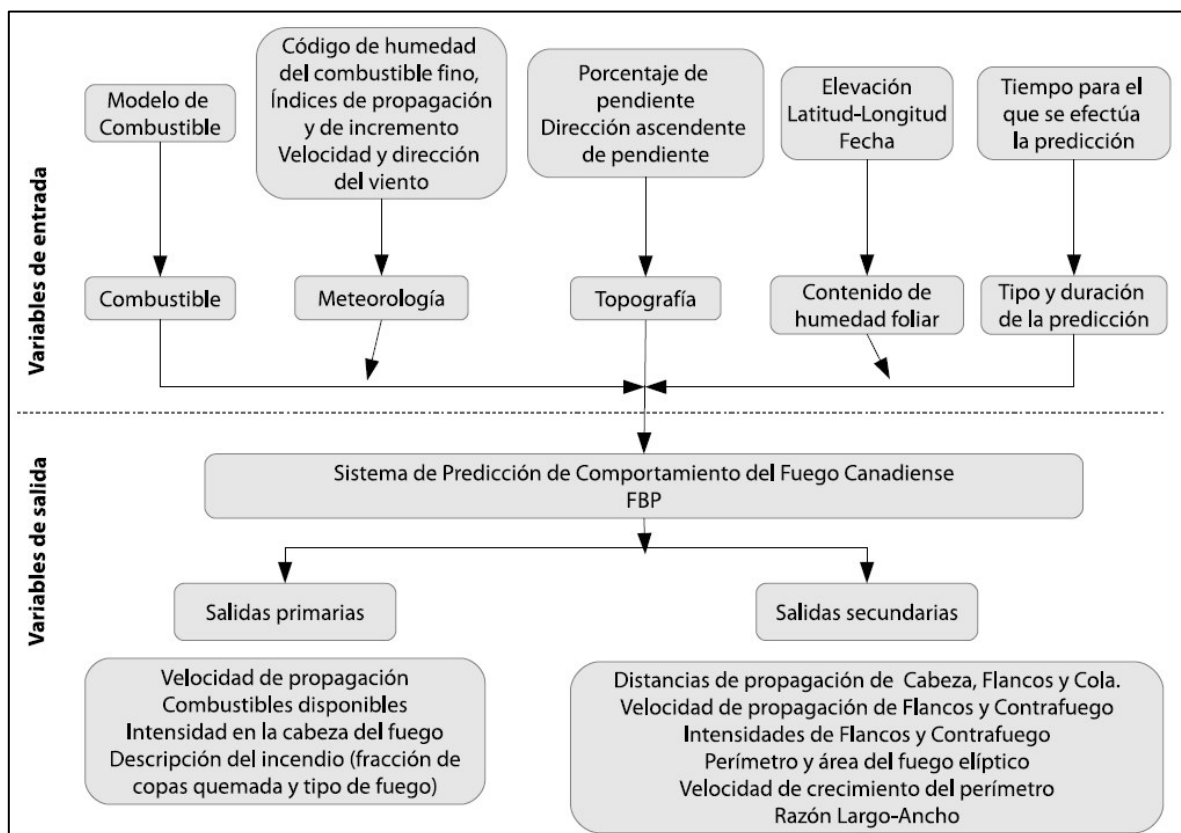 Variables de entrada
Modelo de
Combustible
Código de humedad
del combustible fino,
Índices de propagación
y de incremento
Velocidad y dirección
del viento
Porcentaje de
pendiente
Dirección ascendente
de pendiente
Elevación
Latitud-Longitud
Fecha
Tiempo para el
que se efectúa
la predicción
Combustible
Meteorología
Topografía
Contenido de
humedad foliar
Tipo y duración
de la predicción
Variables de salida
Sistema de Predicción de Comportamiento del Fuego Canadiense
FBP
Salidas primarias
Salidas secundarias
Velocidad de propagación
Combustibles disponibles
Intensidad en la cabeza del fuego
Descripción del incendio (fracción de
copas quemada y tipo de fuego)
Distancias de propagación de Cabeza, Flancos y Cola.
Velocidad de propagación de Flancos y Contrafuego
Intensidades de Flancos y Contrafuego
Perímetro y área del fuego elíptico
Velocidad de crecimiento del perímetro
Razón Largo-Ancho